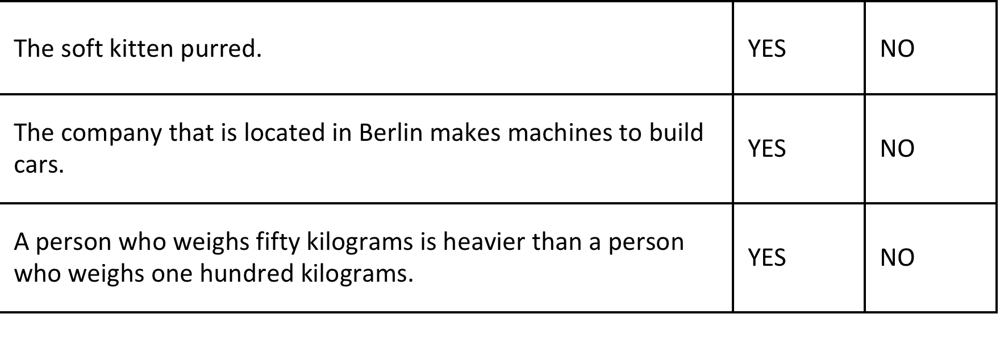 The soft kitten purred. YES NO
The company that is located in Berlin makes machines to build
cars. YES NO
A person who weighs fifty kilograms is heavier than a person
who weighs one hundred kilograms. YES NO